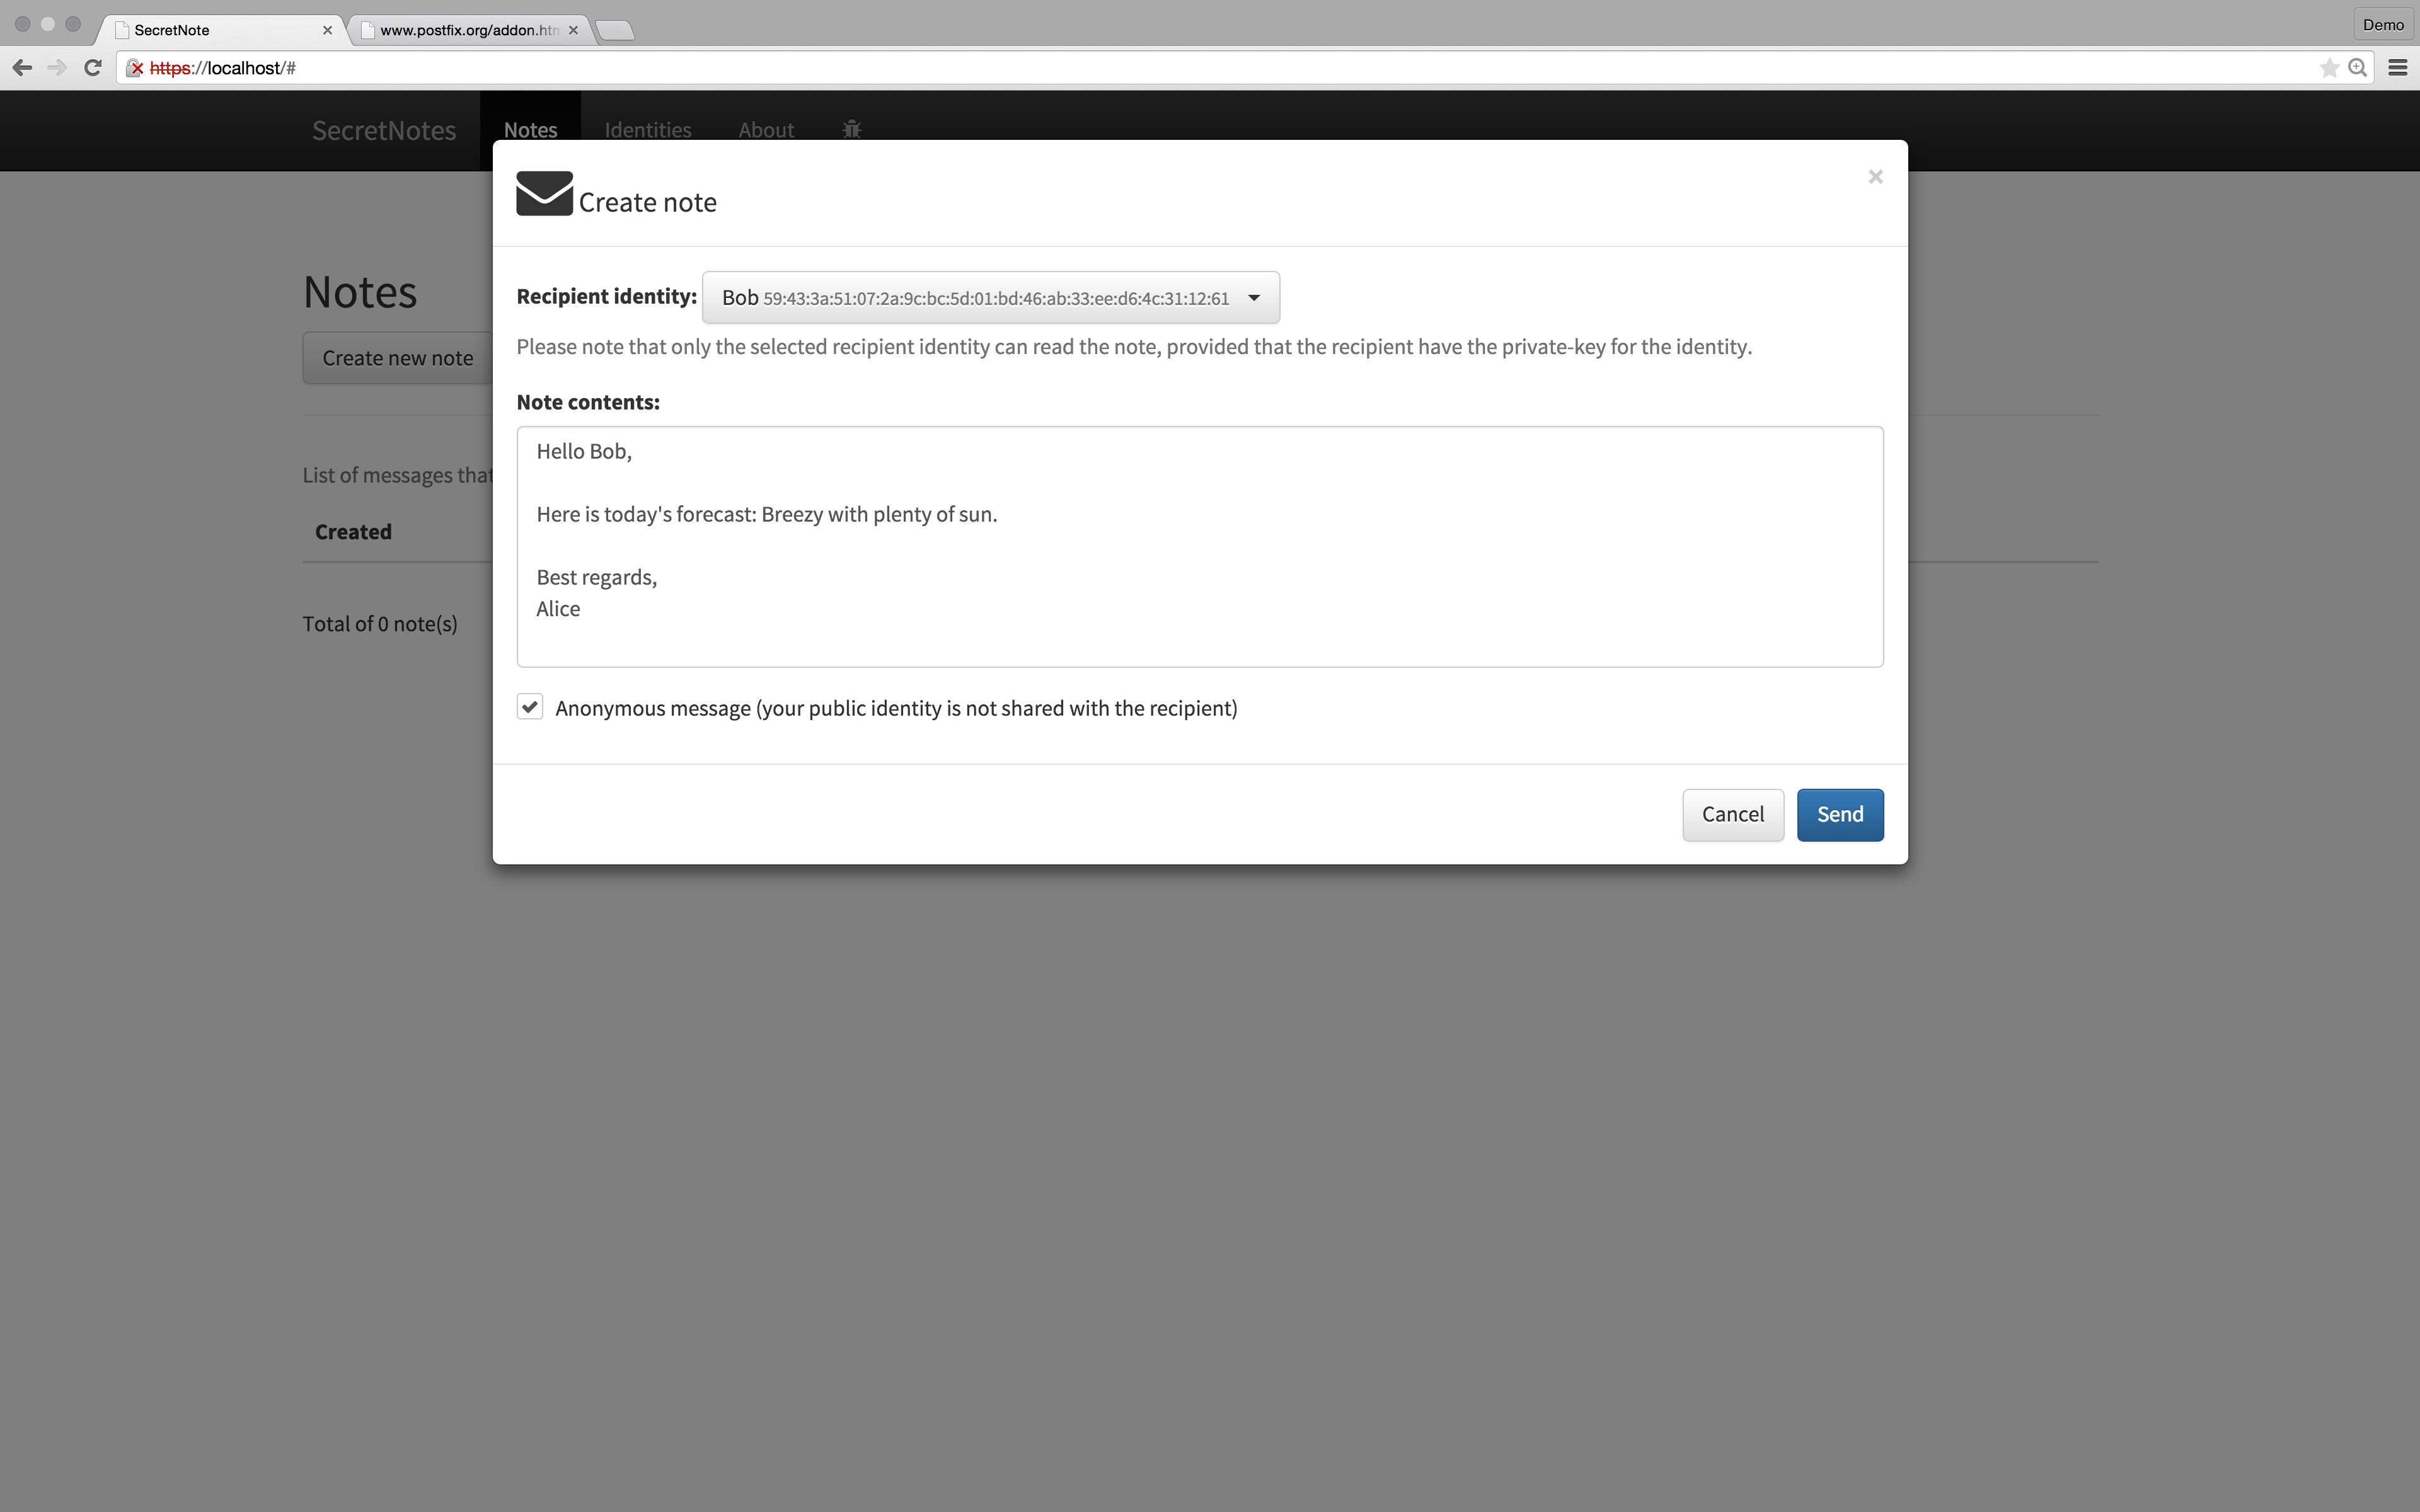 SecretNote
www.postfix.org/addon.htm
Demo
https://localhost/#
SecretNotes
Notes
Identities
About
Create note
Recipient identity: Bob 59:43:3a:51:07:2a:9c:bc:5d:01:bd:46:ab:33:ee:d6:4c:31:12:61
Please note that only the selected recipient identity can read the note, provided that the recipient have the private-key for the identity.
Note contents:
Hello Bob,
Here is today's forecast: Breezy with plenty of sun.
Best regards,
Alice
Anonymous message (your public identity is not shared with the recipient)
Cancel
Send
Notes
Create new note
List of messages that
Created
Total of 0 note(s)